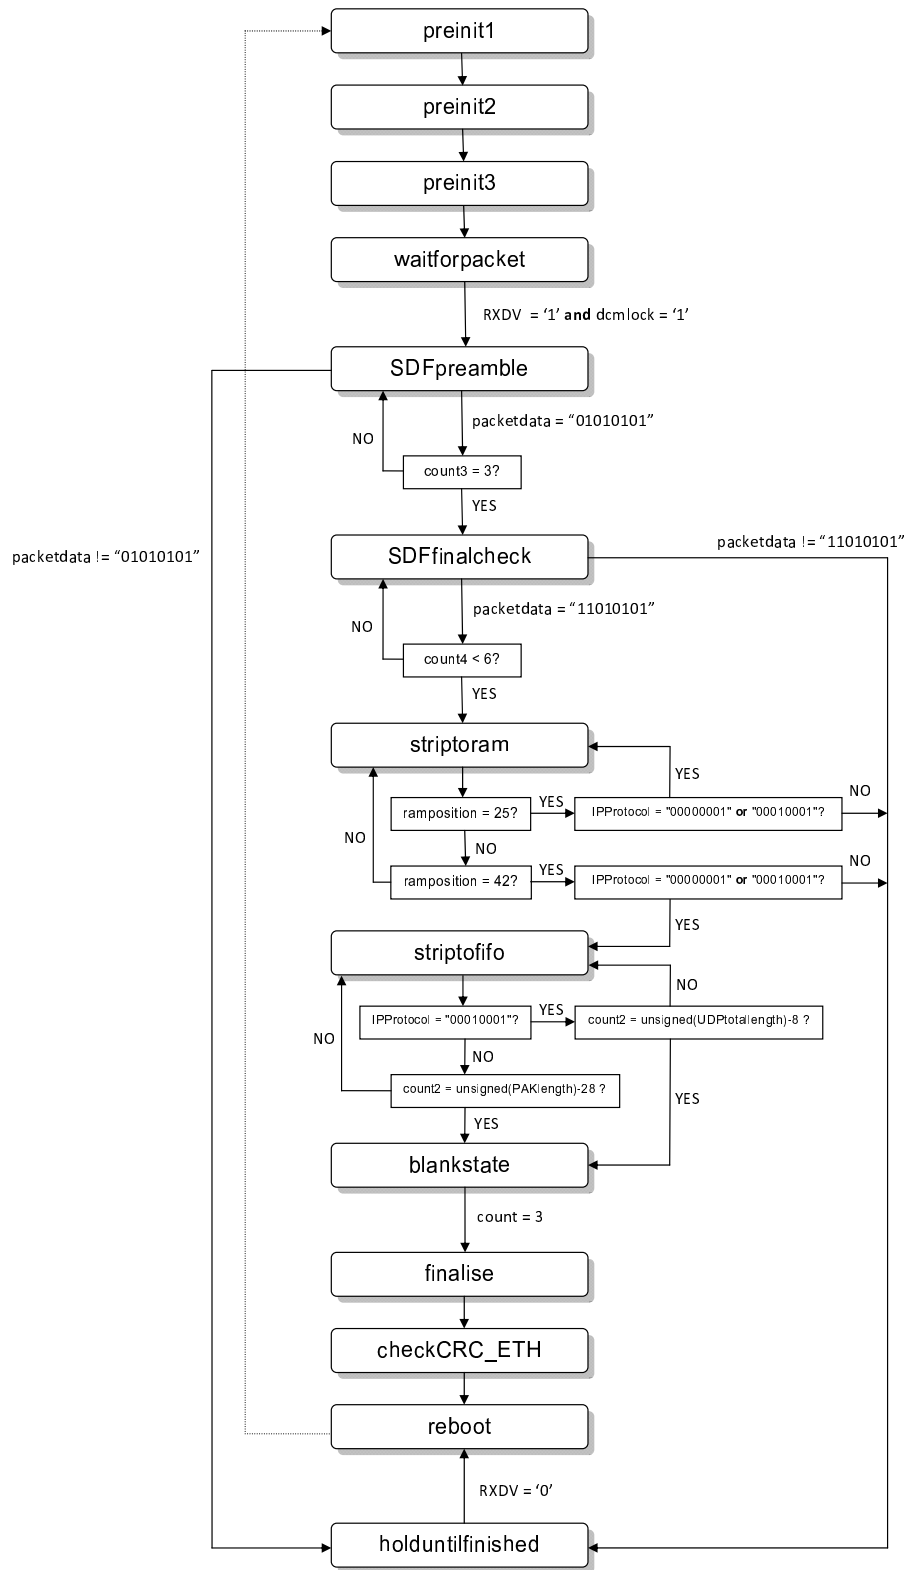 preinit1
preinit2
preinit3
waitforpacket
RXDV = ‘1’ and dcmlock = ‘1’
SDFpreamble
packetdata = “01010101”
NO
count3 = 3?
YES
packetdata != “01010101”
SDFfinalcheck
packetdata != “11010101”
packetdata = “11010101”
NO
count4 < 6?
YES
striptoram
YES
ramposition = 25?
YES
IPProtocol = "00000001" or "00010001"?
NO
NO
NO
ramposition = 42?
YES
IPProtocol = "00000001" or "00010001"?
NO
YES
striptofifo
NO
IPProtocol = "00010001"?
YES
count2 = unsigned(UDPtotallength)-8 ?
NO
NO
count2 = unsigned(PAKlength)-28 ?
YES
YES
blankstate
count = 3
finalise
checkCRC_ETH
reboot
RXDV = ‘0’
holduntilfinished